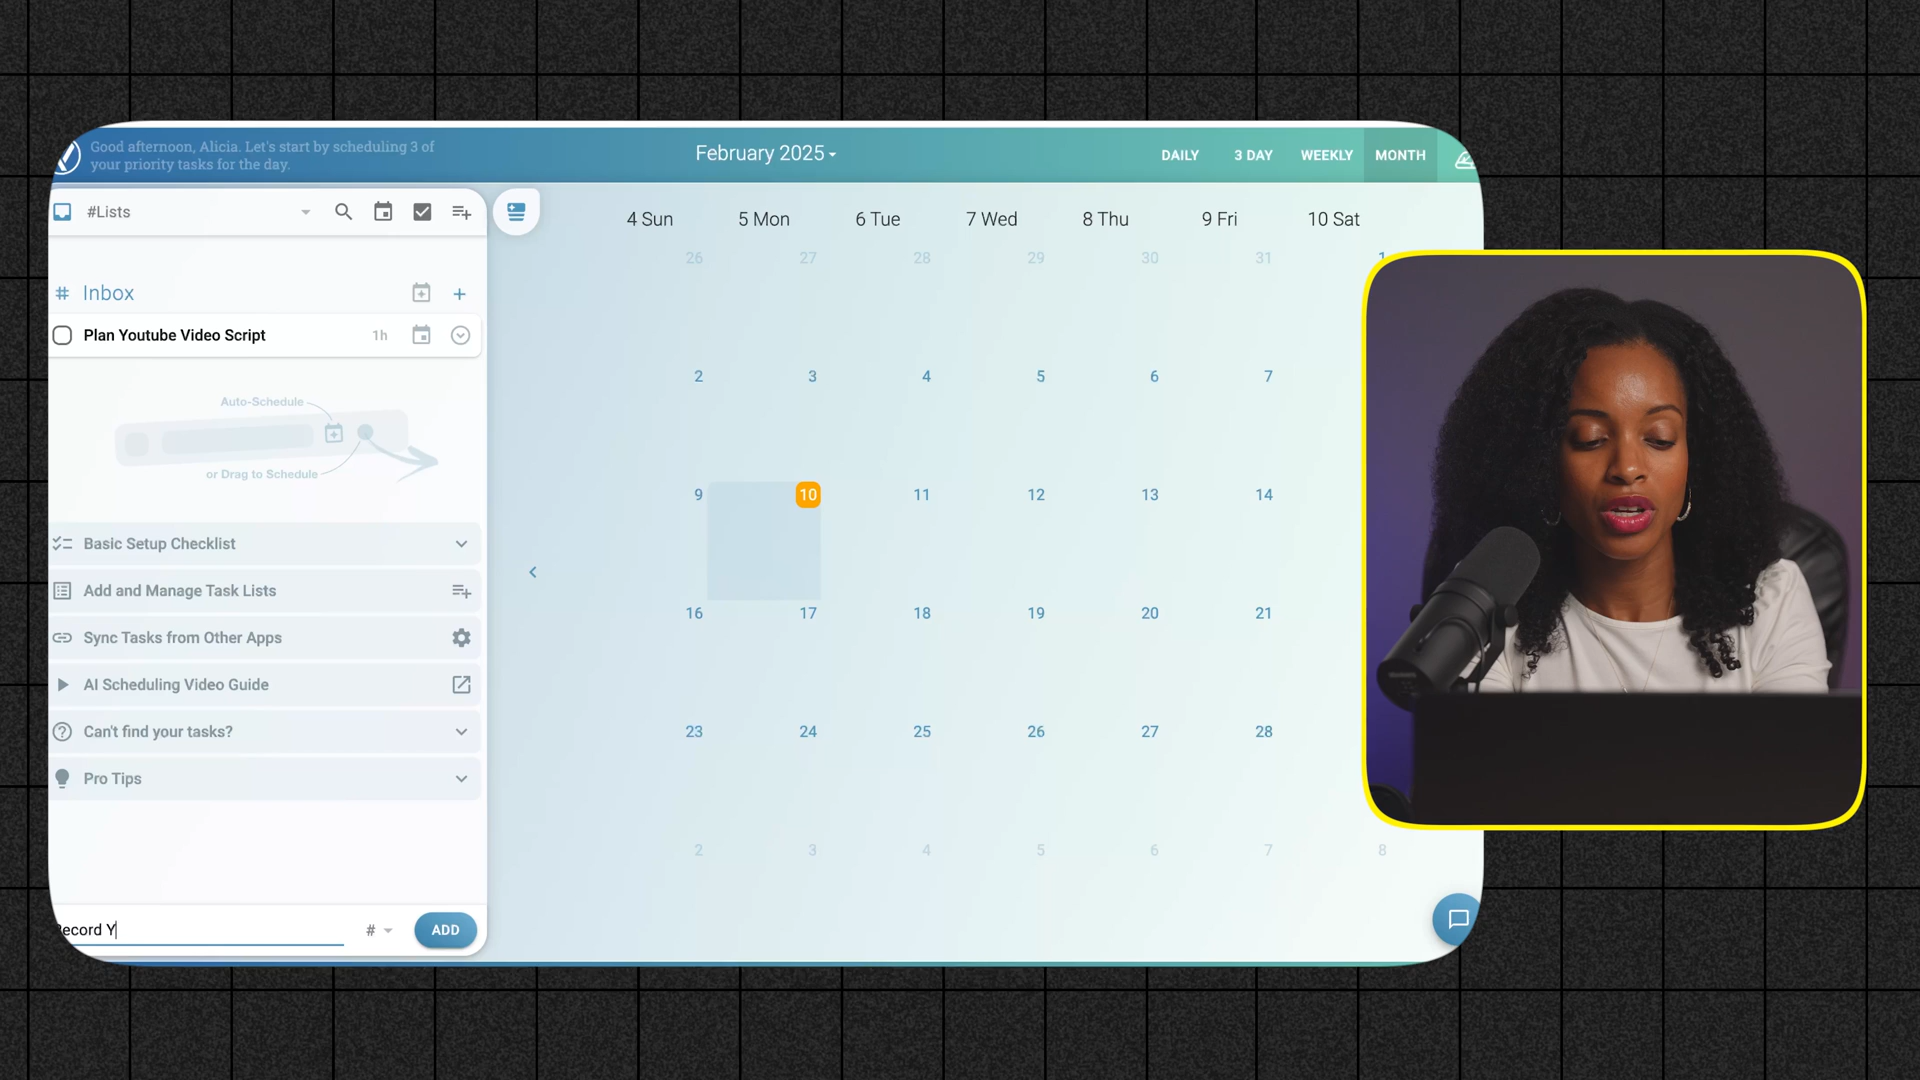 Good afternoon, Alicia. Let's start by scheduling 3 of
your priority tasks for the day.
February 2025
DAILY
3 DAY
WEEKLY
MONTH
#Lists
4 Sun
5 Mon
6 Tue
7 Wed
8 Thu
9 Fri
10 Sat
26
27
28
29
30
31
1
# Inbox
+
Plan Youtube Video Script
1h
2
3
4
5
6
7
Auto-Schedule
or Drag to Schedule
9
10
11
12
13
14
Basic Setup Checklist
Add and Manage Task Lists
Sync Tasks from Other Apps
AI Scheduling Video Guide
Can't find your tasks?
Pro Tips
16
17
18
19
20
21
23
24
25
26
27
28
2
3
4
5
6
7
8
ecord Y
#
ADD